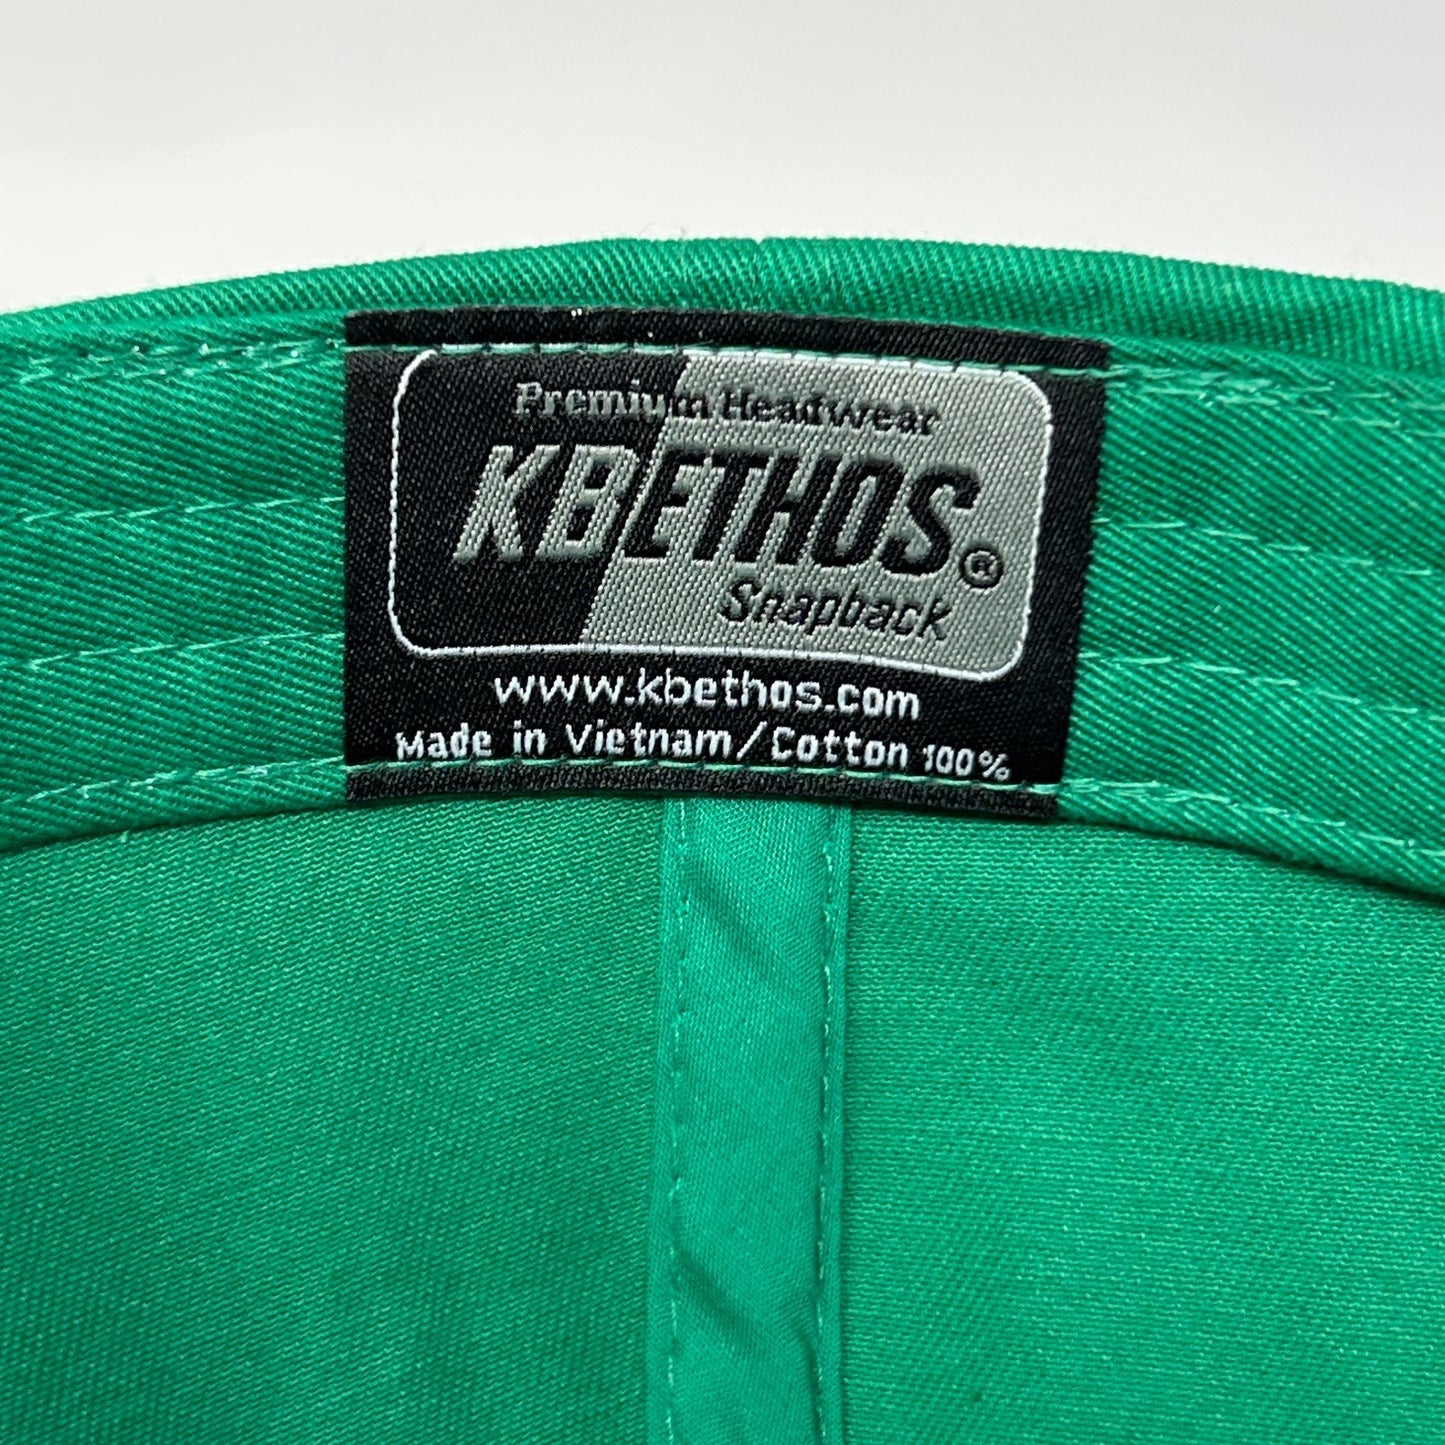 Premium Headwear
KBETHOS®
Snapback
www.kbethos.com
Made in Vietnam/Cotton 100%